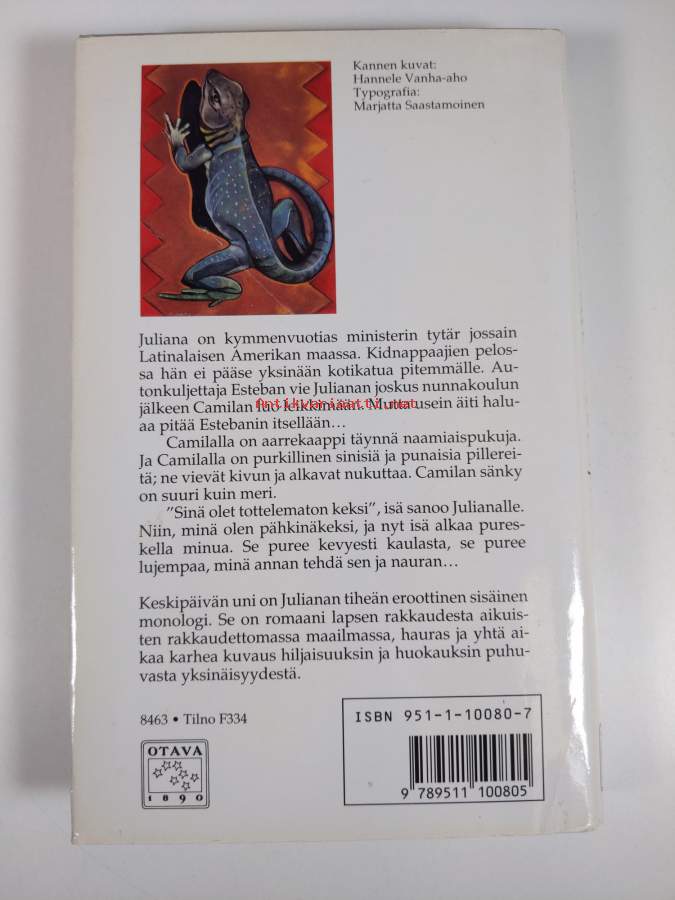 Kannen kuvat:
Hannele Vanha-aho
Typografia:
Marjatta Saastamoinen
Juliana on kymmenvuotias ministerin tytär jossain
Latinalaisen Amerikan maassa. Kidnappaajien pelos-
sa hän ei pääse yksinään kotikatua pitemmälle. Au-
tonkuljettaja Esteban vie Julianan joskus nunnakoulun
jälkeen Camilan luo leikkimään. Mutta usein äiti halu-
Antikvariaatti.net
aa pitää Estebanin itsellään...
Camilalla on aarrekaappi täynnä naamiaispukuja.
Ja Camilalla on purkillinen sinisiä ja punaisia pillerei-
tä; ne vievät kivun ja alkavat nukuttaa. Camilan sänky
on suuri kuin meri.
"Sinä olet tottelematon keksi", isä sanoo Julianalle.
Niin, minä olen pähkinäkeksi, ja nyt isä alkaa pures-
kella minua. Se puree kevyesti kaulasta, se puree
lujempaa, minä annan tehdä sen ja nauran...
Keskipäivän uni on Julianan tiheän eroottinen sisäinen
monologi. Se on romaani lapsen rakkaudesta aikuis-
ten rakkaudettomassa maailmassa, hauras ja yhtä ai-
kaa karhea kuvaus hiljaisuuksin ja huokauksin puhu-
vasta yksinäisyydestä.
8463 • Tilno F334
OTAVA
1890
ISBN 951-1-10080-7
9 789511 100805